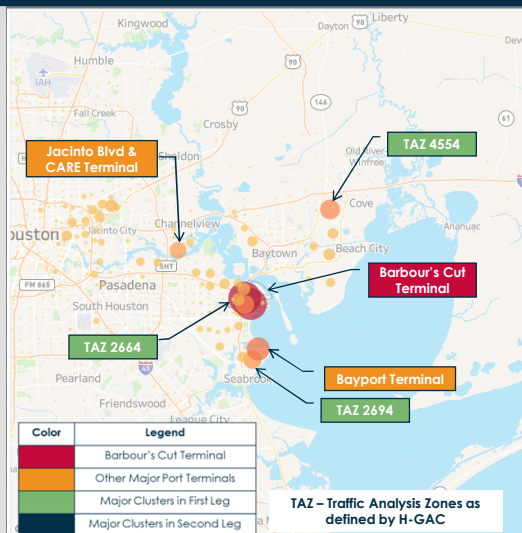 Kingwood
Dayton
90
Liberty
Humble
IAH
90
146
Fall Creek
90
Crosby
61
TAZ 4554
Jacinto Blvd &
CARE Terminal
Sheldon
Old River-
Winfree
Cove
Channelview
Anahuac
Jacinto City
Beach City
Baytown
SHT
Barbour's Cut
Terminal
FM 865
Pasadena
South Houston
TAZ 2664
45
Bayport Terminal
Pearland
Seabrook
TAZ 2694
Friendswood
League City
Color
Legend
Barbour's Cut Terminal
Other Major Port Terminals
Major Clusters in First Leg
Major Clusters in Second Leg
TAZ – Traffic Analysis Zones as
defined by H-GAC